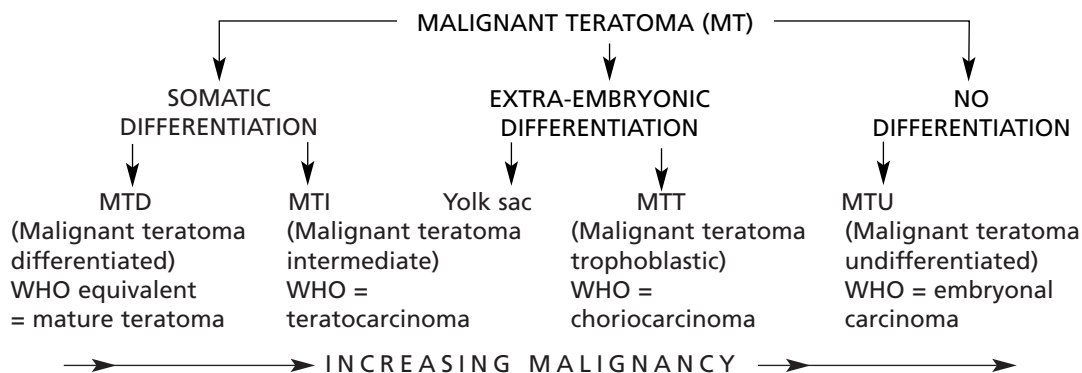 MALIGNANT TERATOMA (MT)
SOMATIC
DIFFERENTIATION
EXTRA-EMBRYONIC
DIFFERENTIATION
NO
DIFFERENTIATION
MTD
(Malignant teratoma
differentiated)
WHO equivalent
= mature teratoma
MTI
(Malignant teratoma
intermediate)
WHO =
teratocarcinoma
Yolk sac
MTT
(Malignant teratoma
trophoblastic)
WHO =
choriocarcinoma
MTU
(Malignant teratoma
undifferentiated)
WHO = embryonal
carcinoma
INCREASING MALIGNANCY